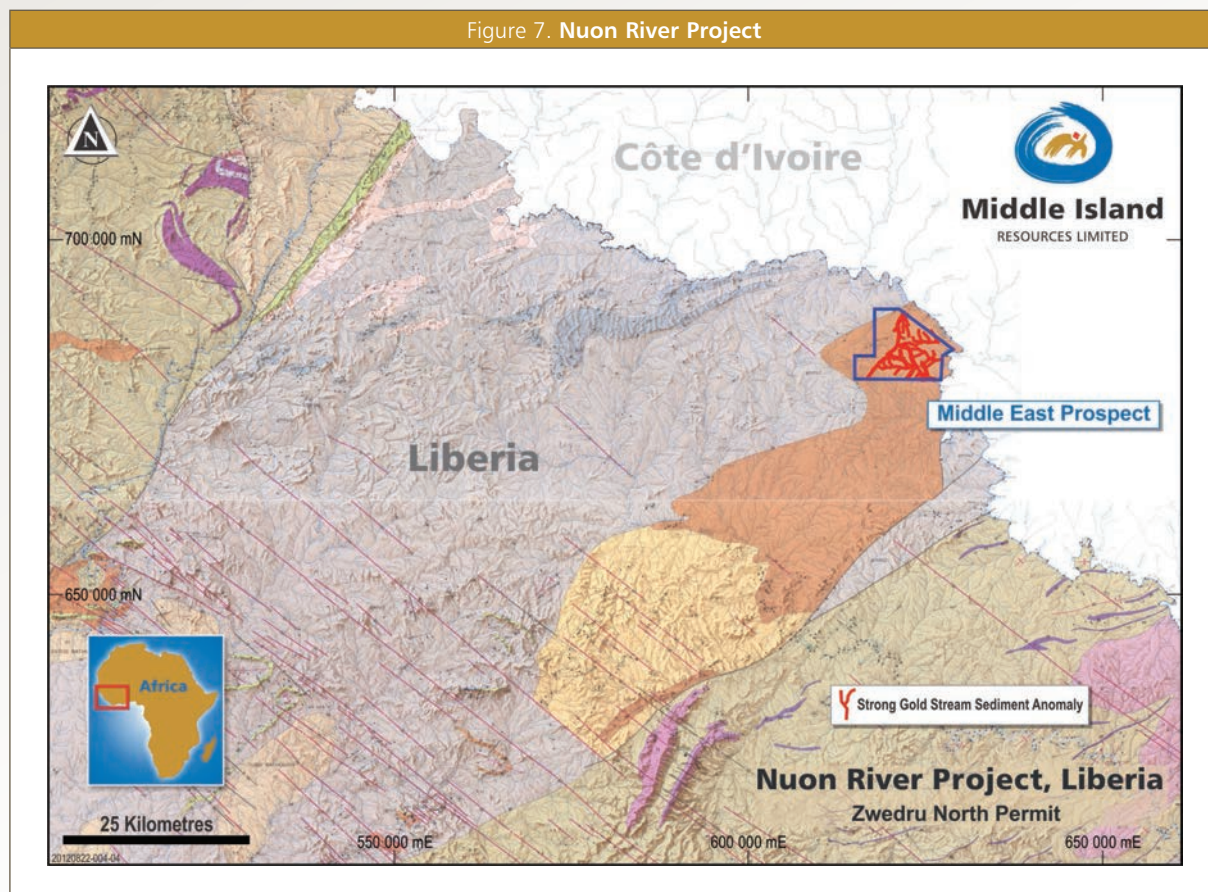 Figure 7. Nuon River Project
N
Côte d'Ivoire
Middle Island
RESOURCES LIMITED
700 000 mN
Middle East Prospect
Liberia
650 000 mN
Africa
Strong Gold Stream Sediment Anomaly
Nuon River Project, Liberia
Zwedru North Permit
25 Kilometres
550 000 mE
600 000 mE
650 000 mE
20120822-004-04